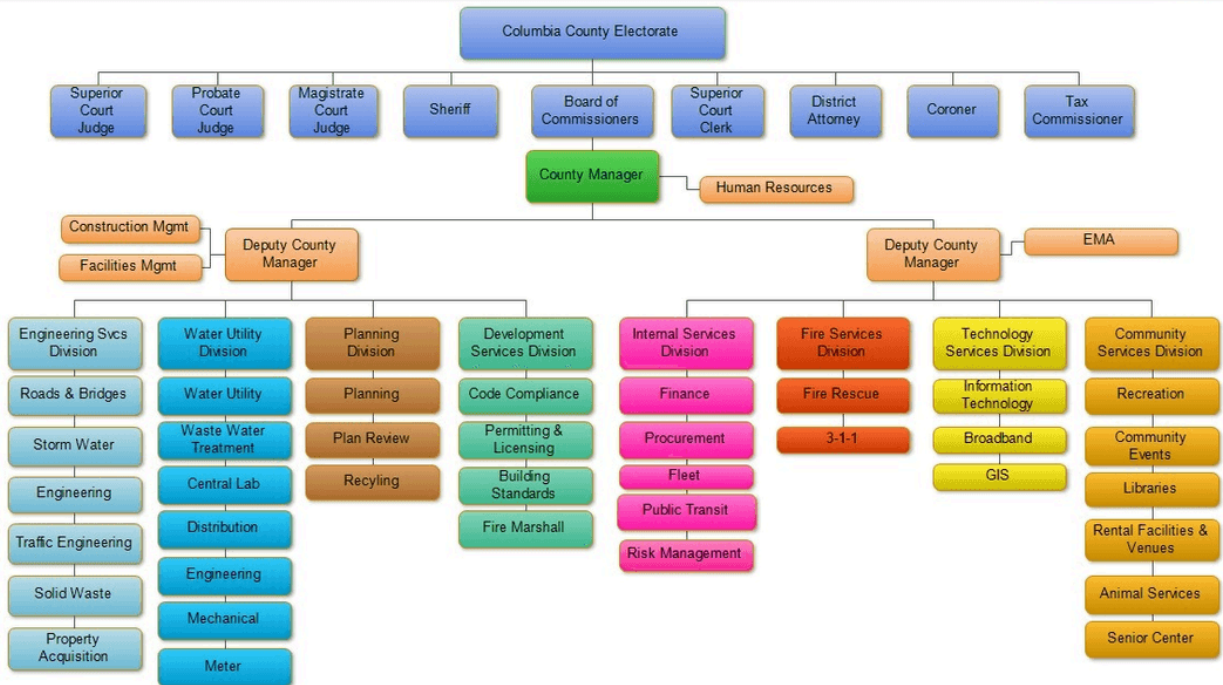 Columbia County Electorate
Superior
Court
Judge
Probate
Court
Judge
Magistrate
Court
Judge
Sheriff
Board of
Commissioners
Superior
Court
Clerk
District
Attorney
Coroner
Tax
Commissioner
County Manager
Human Resources
Construction Mgmt
Facilities Mgmt
Deputy County
Manager
Deputy County
Manager
EMA
Engineering Svcs
Division
Roads & Bridges
Storm Water
Engineering
Traffic Engineering
Solid Waste
Property
Acquisition
Water Utility
Division
Water Utility
Waste Water
Treatment
Central Lab
Distribution
Engineering
Mechanical
Meter
Planning
Division
Planning
Plan Review
Recyling
Development
Services Division
Code Compliance
Permitting &
Licensing
Building
Standards
Fire Marshall
Internal Services
Division
Finance
Procurement
Fleet
Public Transit
Risk Management
Fire Services
Division
Fire Rescue
3-1-1
Technology
Services Division
Information
Technology
Broadband
GIS
Community
Services Division
Recreation
Community
Events
Libraries
Rental Facilities &
Venues
Animal Services
Senior Center